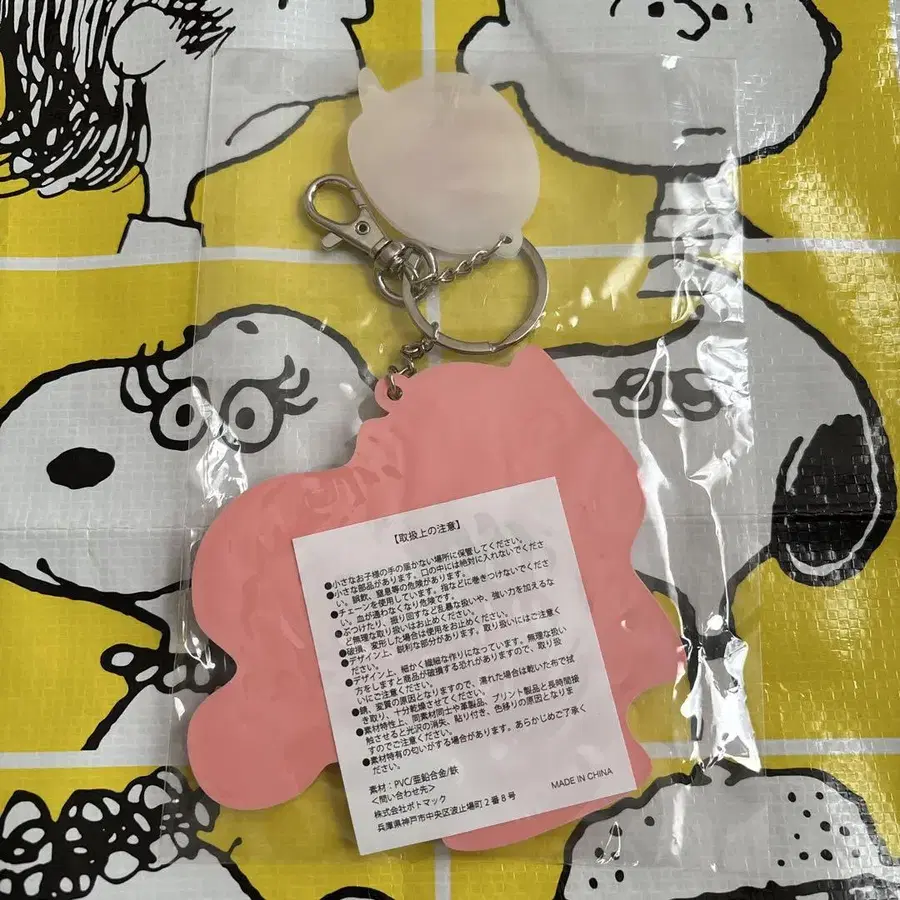 【取扱上の注意】
●小さなお子様の手の届かない場所に保管してください。
●小さな部品があります。口の中には絶対に入れないでくださ
い。誤飲、窒息等の危険があります。
●チェーンを使用しています。指などに巻きつけないでくださ
い。血が通わなくなり危険です。
●ぶつけたり、振り回すなど乱暴な扱いや、強い力を加えるな
ど無理な取り扱いはお止めください。
●破損、変形した場合は使用をお止めください。
●デザイン上、鋭利な部分があります。取り扱いにはご注意く
ださい。
●デザイン上、細かく繊細な作りになっています。無理な扱い
方をしますと商品が破損する恐れがありますので、取り扱
いにご注意ください。
●錆、変質の原因となりますので、濡れた場合は乾いた布で拭
き取り、十分乾燥させてください。
●素材特性上、同素材同士や革製品、プリント製品と長時間接
触させると光沢の消失、貼り付き、色移りの原因となりま
すのでご注意ください。
●素材特有の匂いがする場合があります。あらかじめご了承く
ださい。
素材：PVC/亜鉛合金/鉄
<問い合わせ先>
株式会社ポトマック
兵庫県神戸市中央区波止場町２番８号
MADE IN CHINA